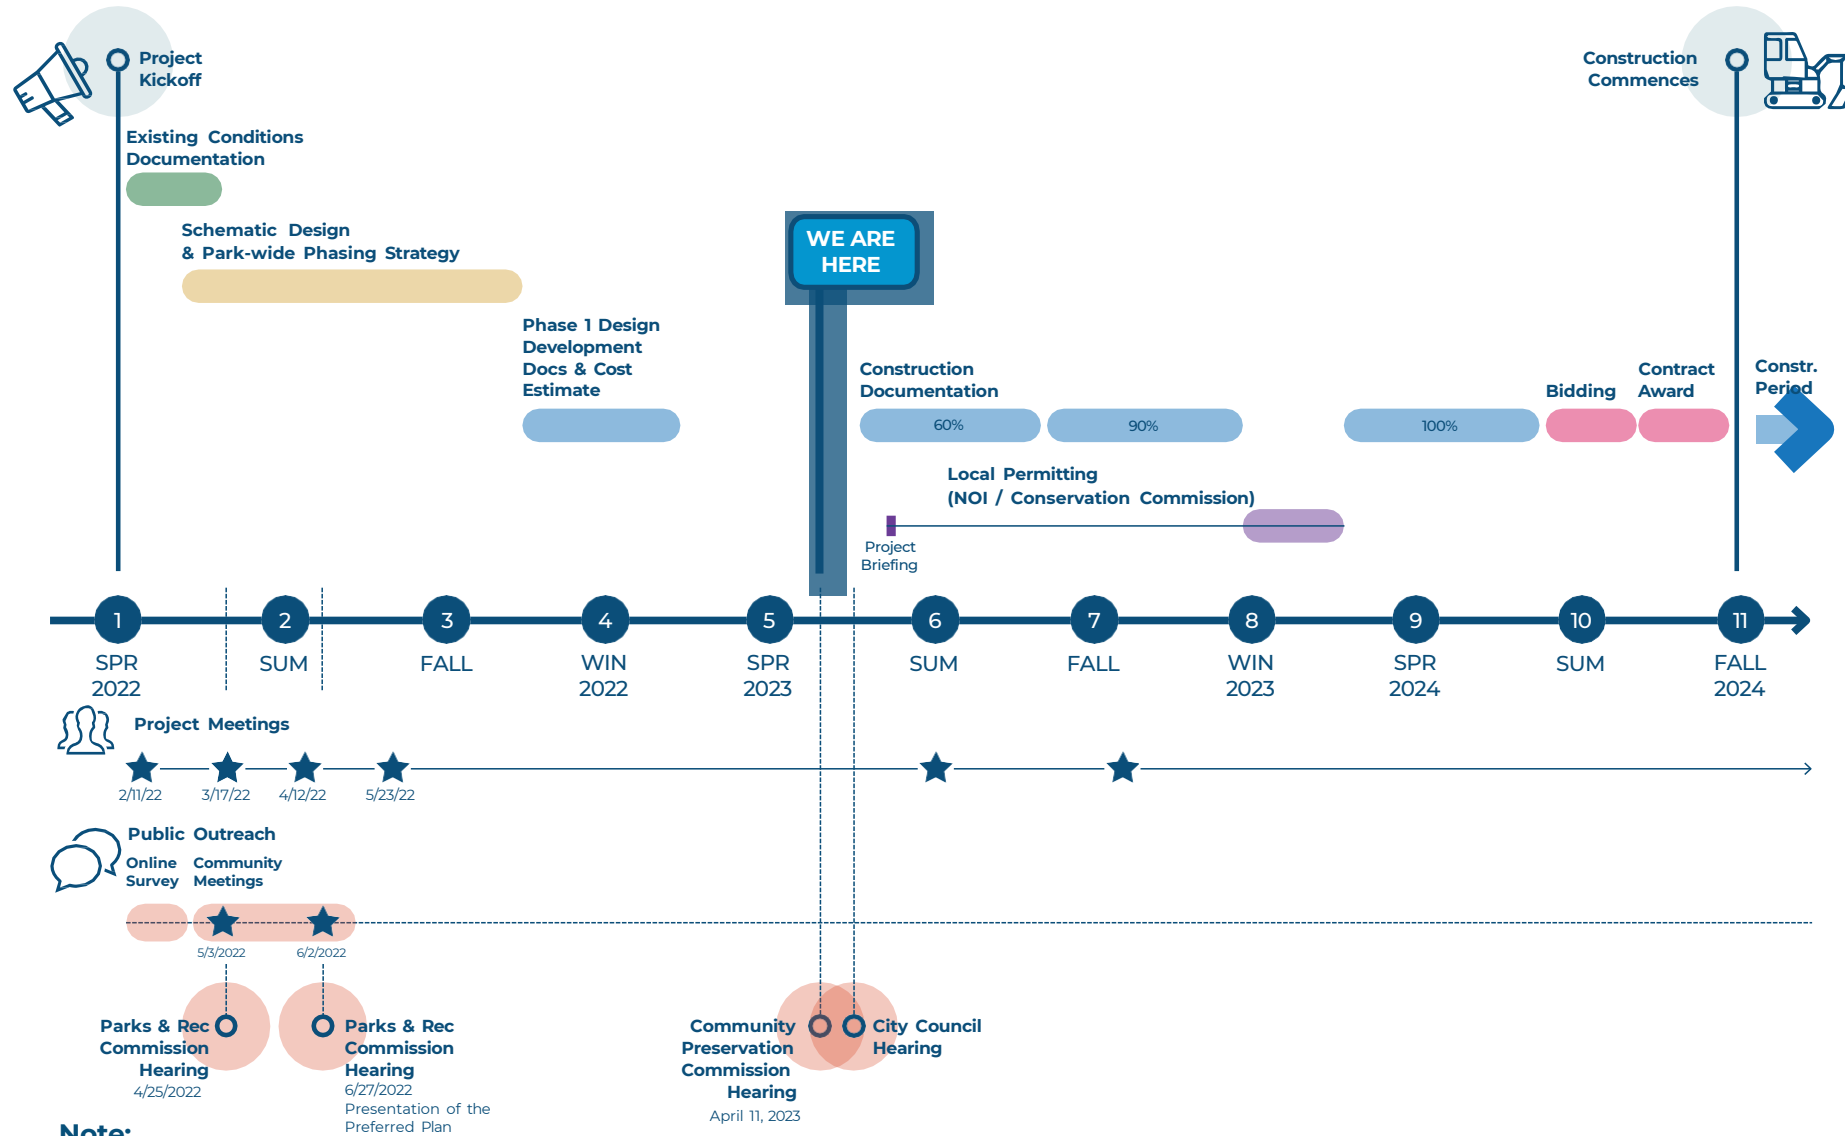 Project
Kickoff
Construction
Commences
Existing Conditions
Documentation
Schematic Design
& Park-wide Phasing Strategy
WE ARE
HERE
Phase 1 Design
Development
Docs & Cost
Estimate
Construction
Documentation
Bidding
Contract
Award
Constr.
Period
60%
90%
100%
Local Permitting
(NOI / Conservation Commission)
Project
Briefing
1
2
3
4
5
6
7
8
9
10
11
SPR
2022
SUM
FALL
WIN
2022
SPR
2023
SUM
FALL
WIN
2023
SPR
2024
SUM
FALL
2024
Project Meetings
2/11/22
3/17/22
4/12/22
5/23/22
Public Outreach
Online
Survey
Community
Meetings
5/3/2022
6/2/2022
Parks & Rec
Commission
Hearing
4/25/2022
Parks & Rec
Commission
Hearing
6/27/2022
Presentation of the
Preferred Plan
Community
Preservation
Commission
Hearing
April 11, 2023
City Council
Hearing
Note: